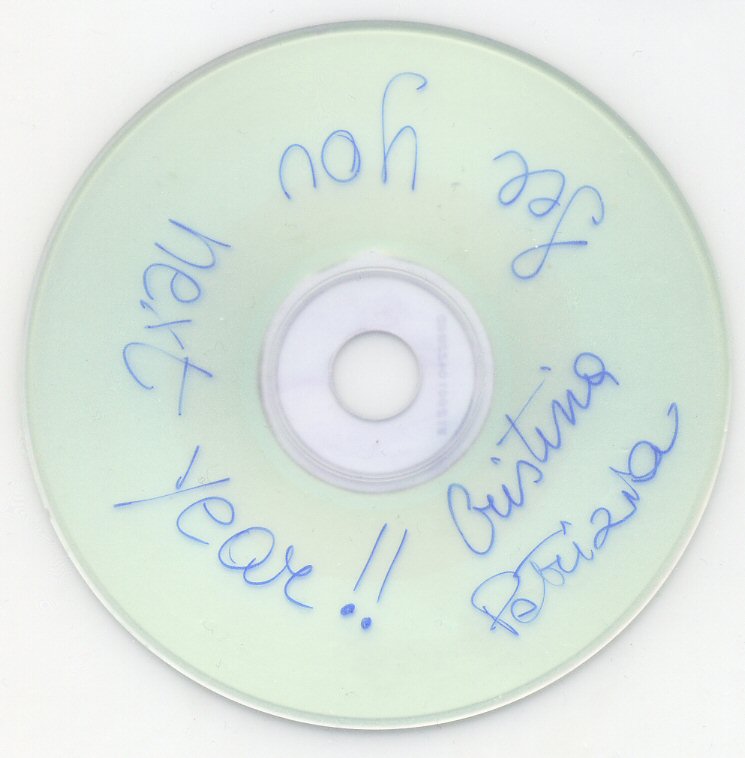 See you next year!!
Cristina
Patrizia